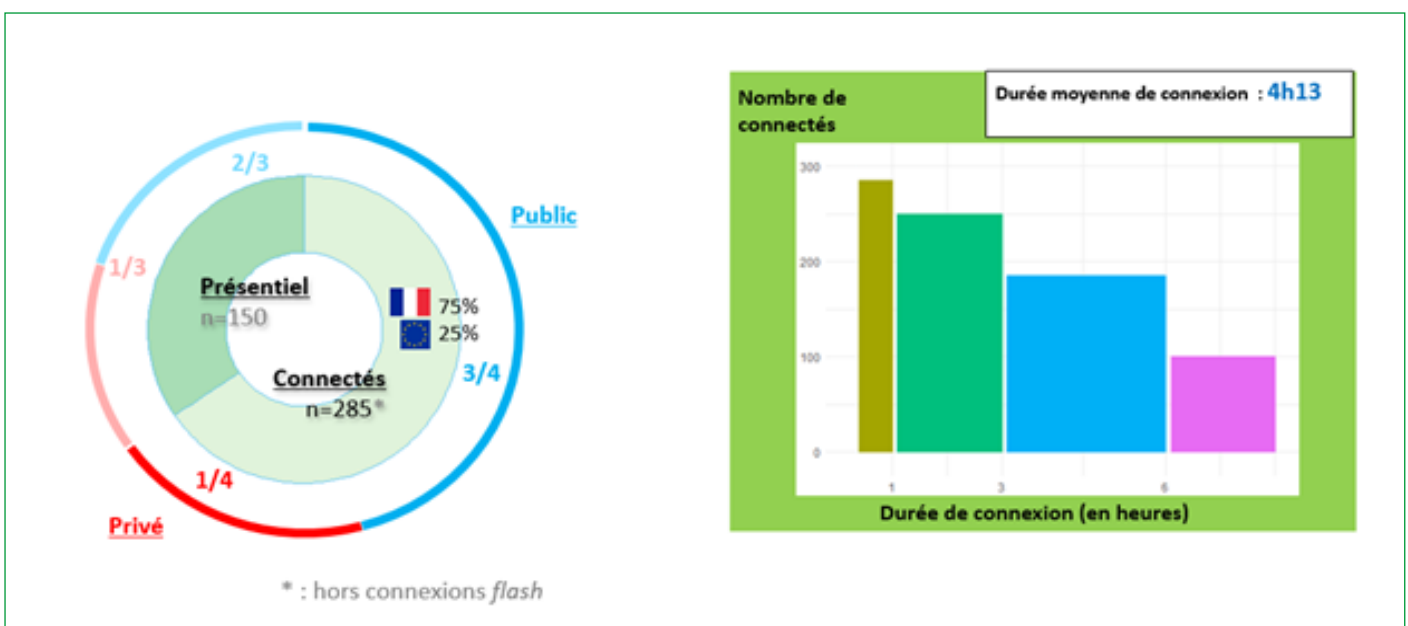 2/3
Public
1/3
Présentiel
n=150
75%
25%
Connectés
n=285*
3/4
1/4
Privé
* : hors connexions flash
Nombre de
connectés
Durée moyenne de connexion : 4h13
300
200
100
0
1 3 6
Durée de connexion (en heures)